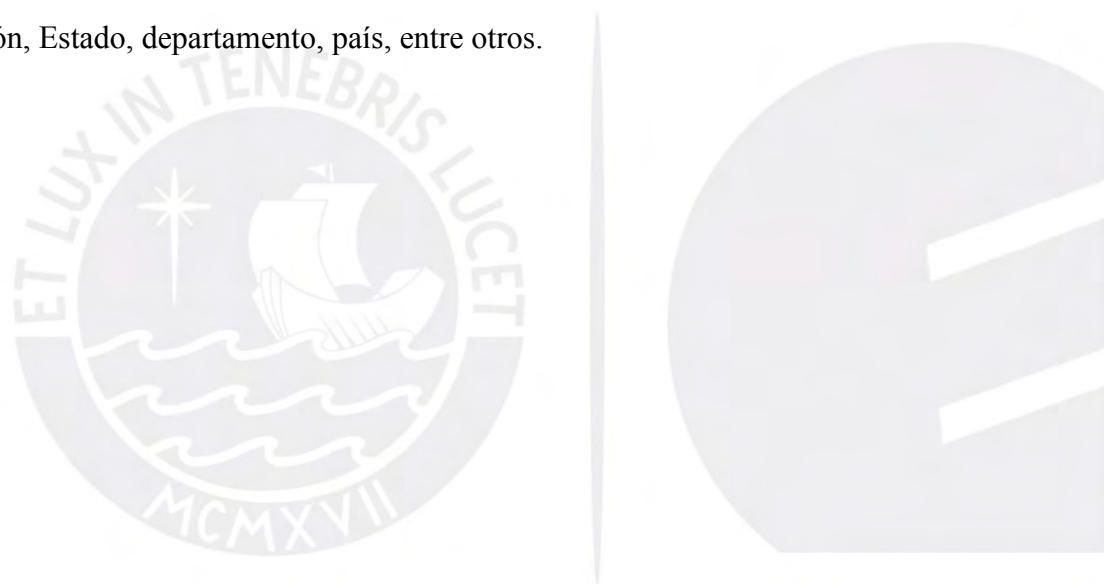 ón, Estado, departamento, país, entre otros.
ET LUX IN TENEBRIS LUCET
MCMXVII